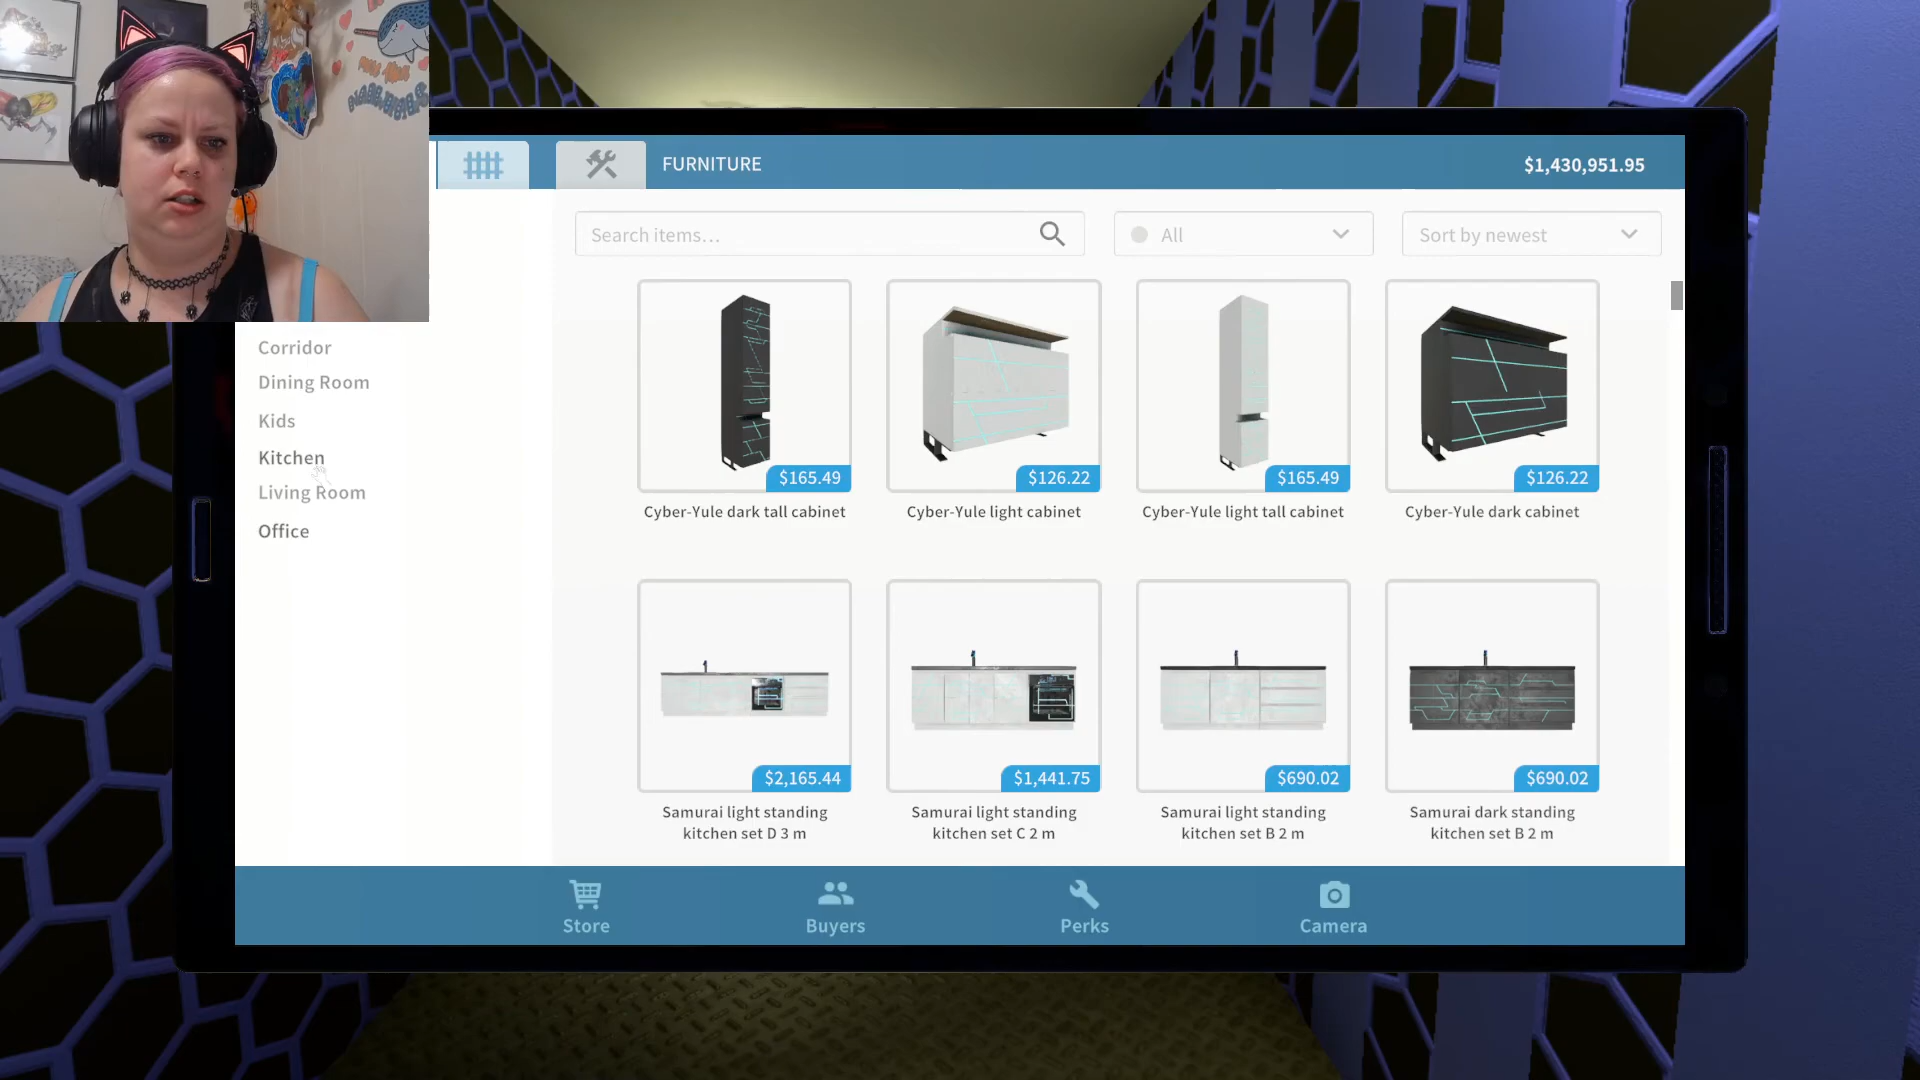 FURNITURE
$1,430,951.95
Search items...
All
Sort by newest
Corridor
Dining Room
Kids
Kitchen
Living Room
Office
$165.49
$126.22
$165.49
$126.22
Cyber-Yule dark tall cabinet
Cyber-Yule light cabinet
Cyber-Yule light tall cabinet
Cyber-Yule dark cabinet
$2,165.44
$1,441.75
$690.02
$690.02
Samurai light standing
kitchen set D 3 m
Samurai light standing
kitchen set C 2 m
Samurai light standing
kitchen set B 2 m
Samurai dark standing
kitchen set B 2 m
Store
Buyers
Perks
Camera